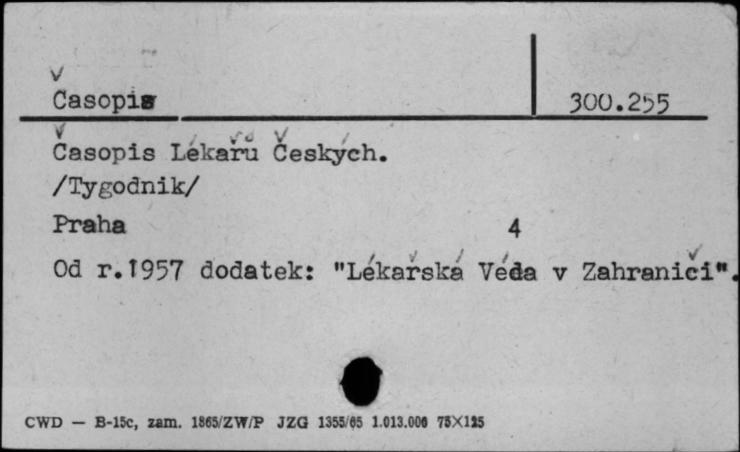 Časopis
300.255
Časopis Lékařů Českých.
/Tygodnik/
Praha 4
Od r.1957 dodatek: "Lékařská Věda v Zahraničí".
CWD — B-15c, zam. 1865/ZW/P JZG 1355/65 1.013.000 75X125